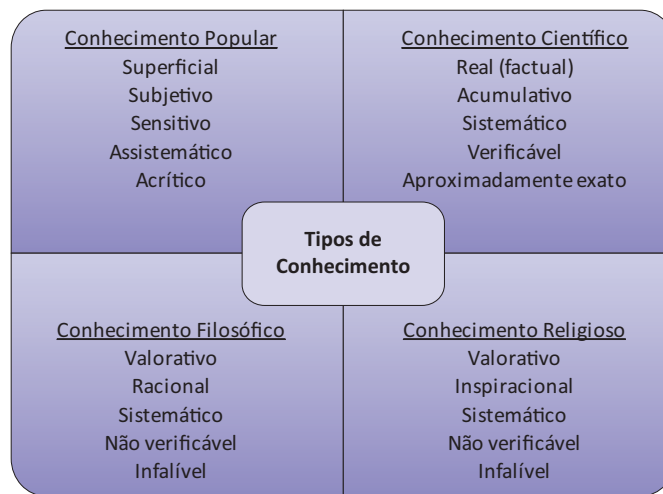 Conhecimento Popular
Superficial
Subjetivo
Sensitivo
Assistemático
Acrítico
Conhecimento Científico
Real (factual)
Acumulativo
Sistemático
Verificável
Aproximadamente exato
Tipos de
Conhecimento
Conhecimento Filosófico
Valorativo
Racional
Sistemático
Não verificável
Infalível
Conhecimento Religioso
Valorativo
Inspiracional
Sistemático
Não verificável
Infalível